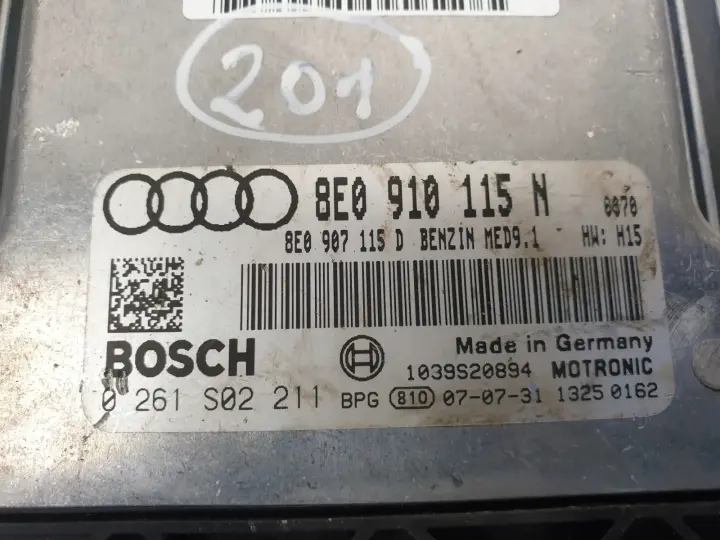 201
8E0 910 115 N 0070
8E0 907 115 D BENZIN MED9.1 HW: H15
BOSCH
Made in Germany
1039S20894 MOTRONIC
0 261 S02 211 BPG 810 07-07-31 1325 0162